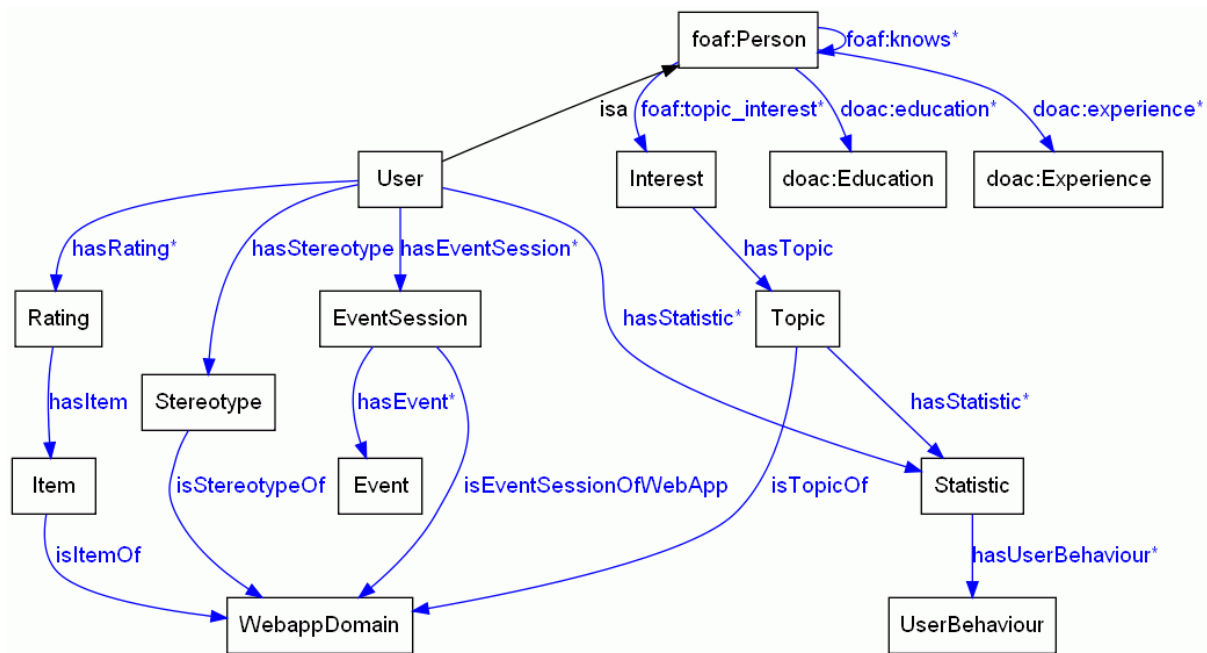 foaf:Person
foaf:knows*
isa
foaf:topic_interest*
doac:education*
doac:experience*
User
Interest
doac:Education
doac:Experience
hasRating*
hasStereotype
hasEventSession*
hasTopic
Rating
EventSession
hasStatistic*
Topic
hasItem
Stereotype
hasEvent*
hasStatistic*
Item
isStereotypeOf
Event
isEventSessionOfWebApp
isTopicOf
Statistic
isItemOf
hasUserBehaviour*
WebappDomain
UserBehaviour